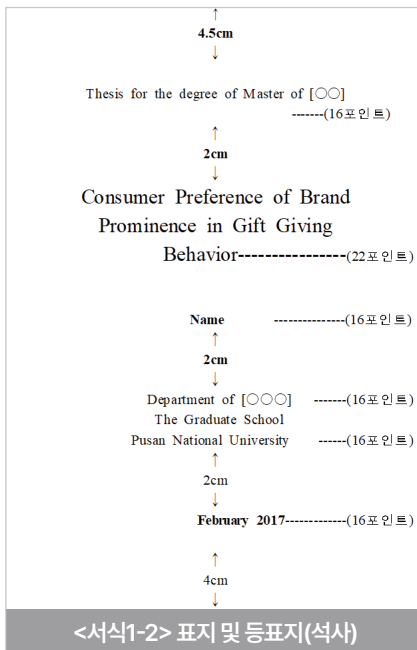 4.5cm
Thesis for the degree of Master of [○○]
-------(16포인트)
2cm
Consumer Preference of Brand
Prominence in Gift Giving
Behavior-----------------(22포인트)
Name ---------------(16포인트)
2cm
Department of [○○○] -------(16포인트)
The Graduate School
Pusan National University ------(16포인트)
2cm
February 2017-------------(16포인트)
4cm
<서식1-2> 표지 및 등표지(석사)